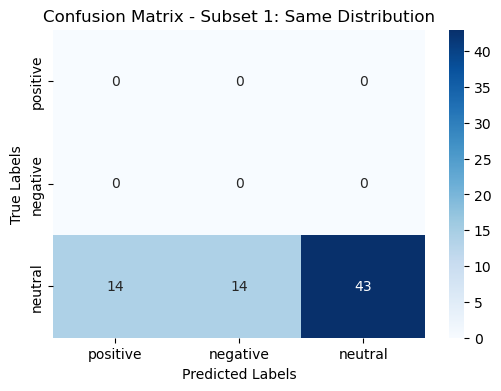 Confusion Matrix - Subset 1: Same Distribution
True Labels
positive
negative
neutral
0 0 0
0 0 0
14 14 43
positive negative neutral
Predicted Labels
40
35
30
25
20
15
10
5
0